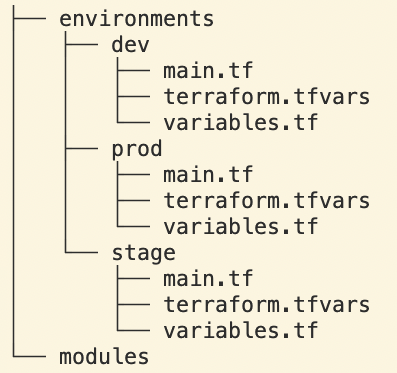 environments
dev
main.tf
terraform.tfvars
variables.tf
prod
main.tf
terraform.tfvars
variables.tf
stage
main.tf
terraform.tfvars
variables.tf
modules